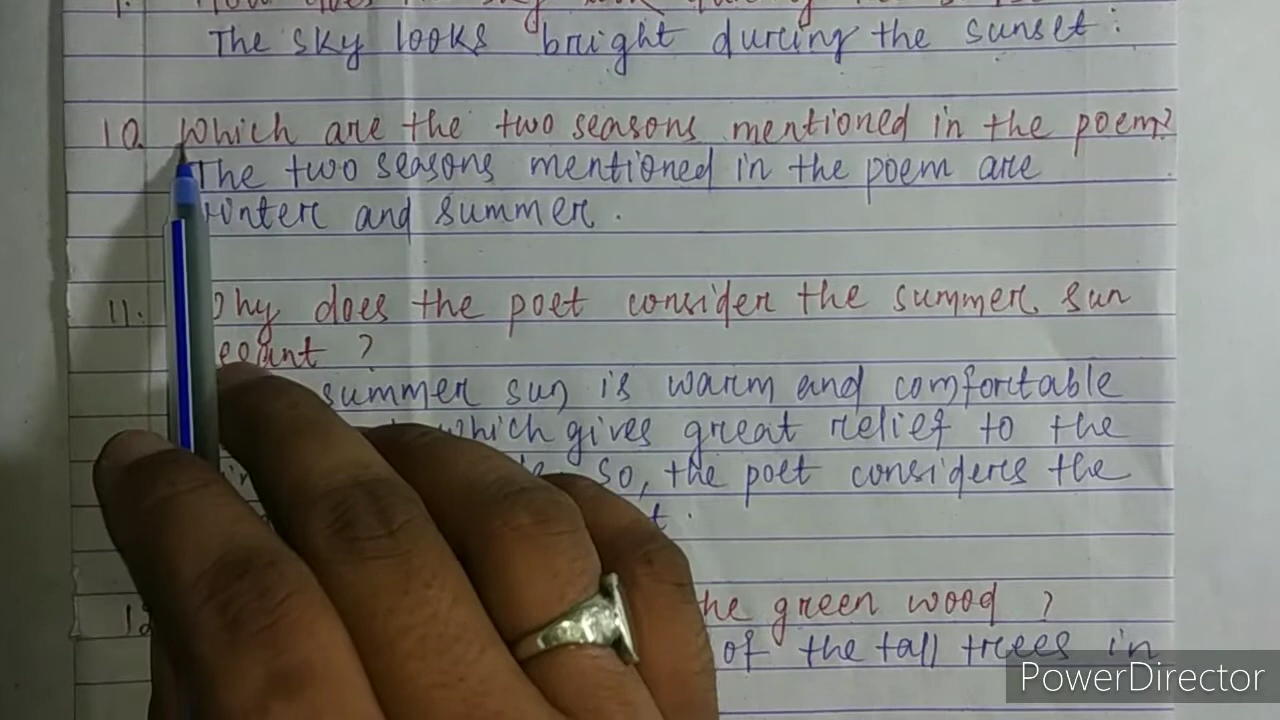 The sky looks bright during the sunset.
10. Which are the two seasons mentioned in the poem?
The two seasons mentioned in the poem are
winter and summer.
11. Why does the poet consider the summer sun
?
summer sun is warm and comfortable
which gives great relief to the
So, the poet consideres the
the green wood ?
of the tall trees in
PowerDirector